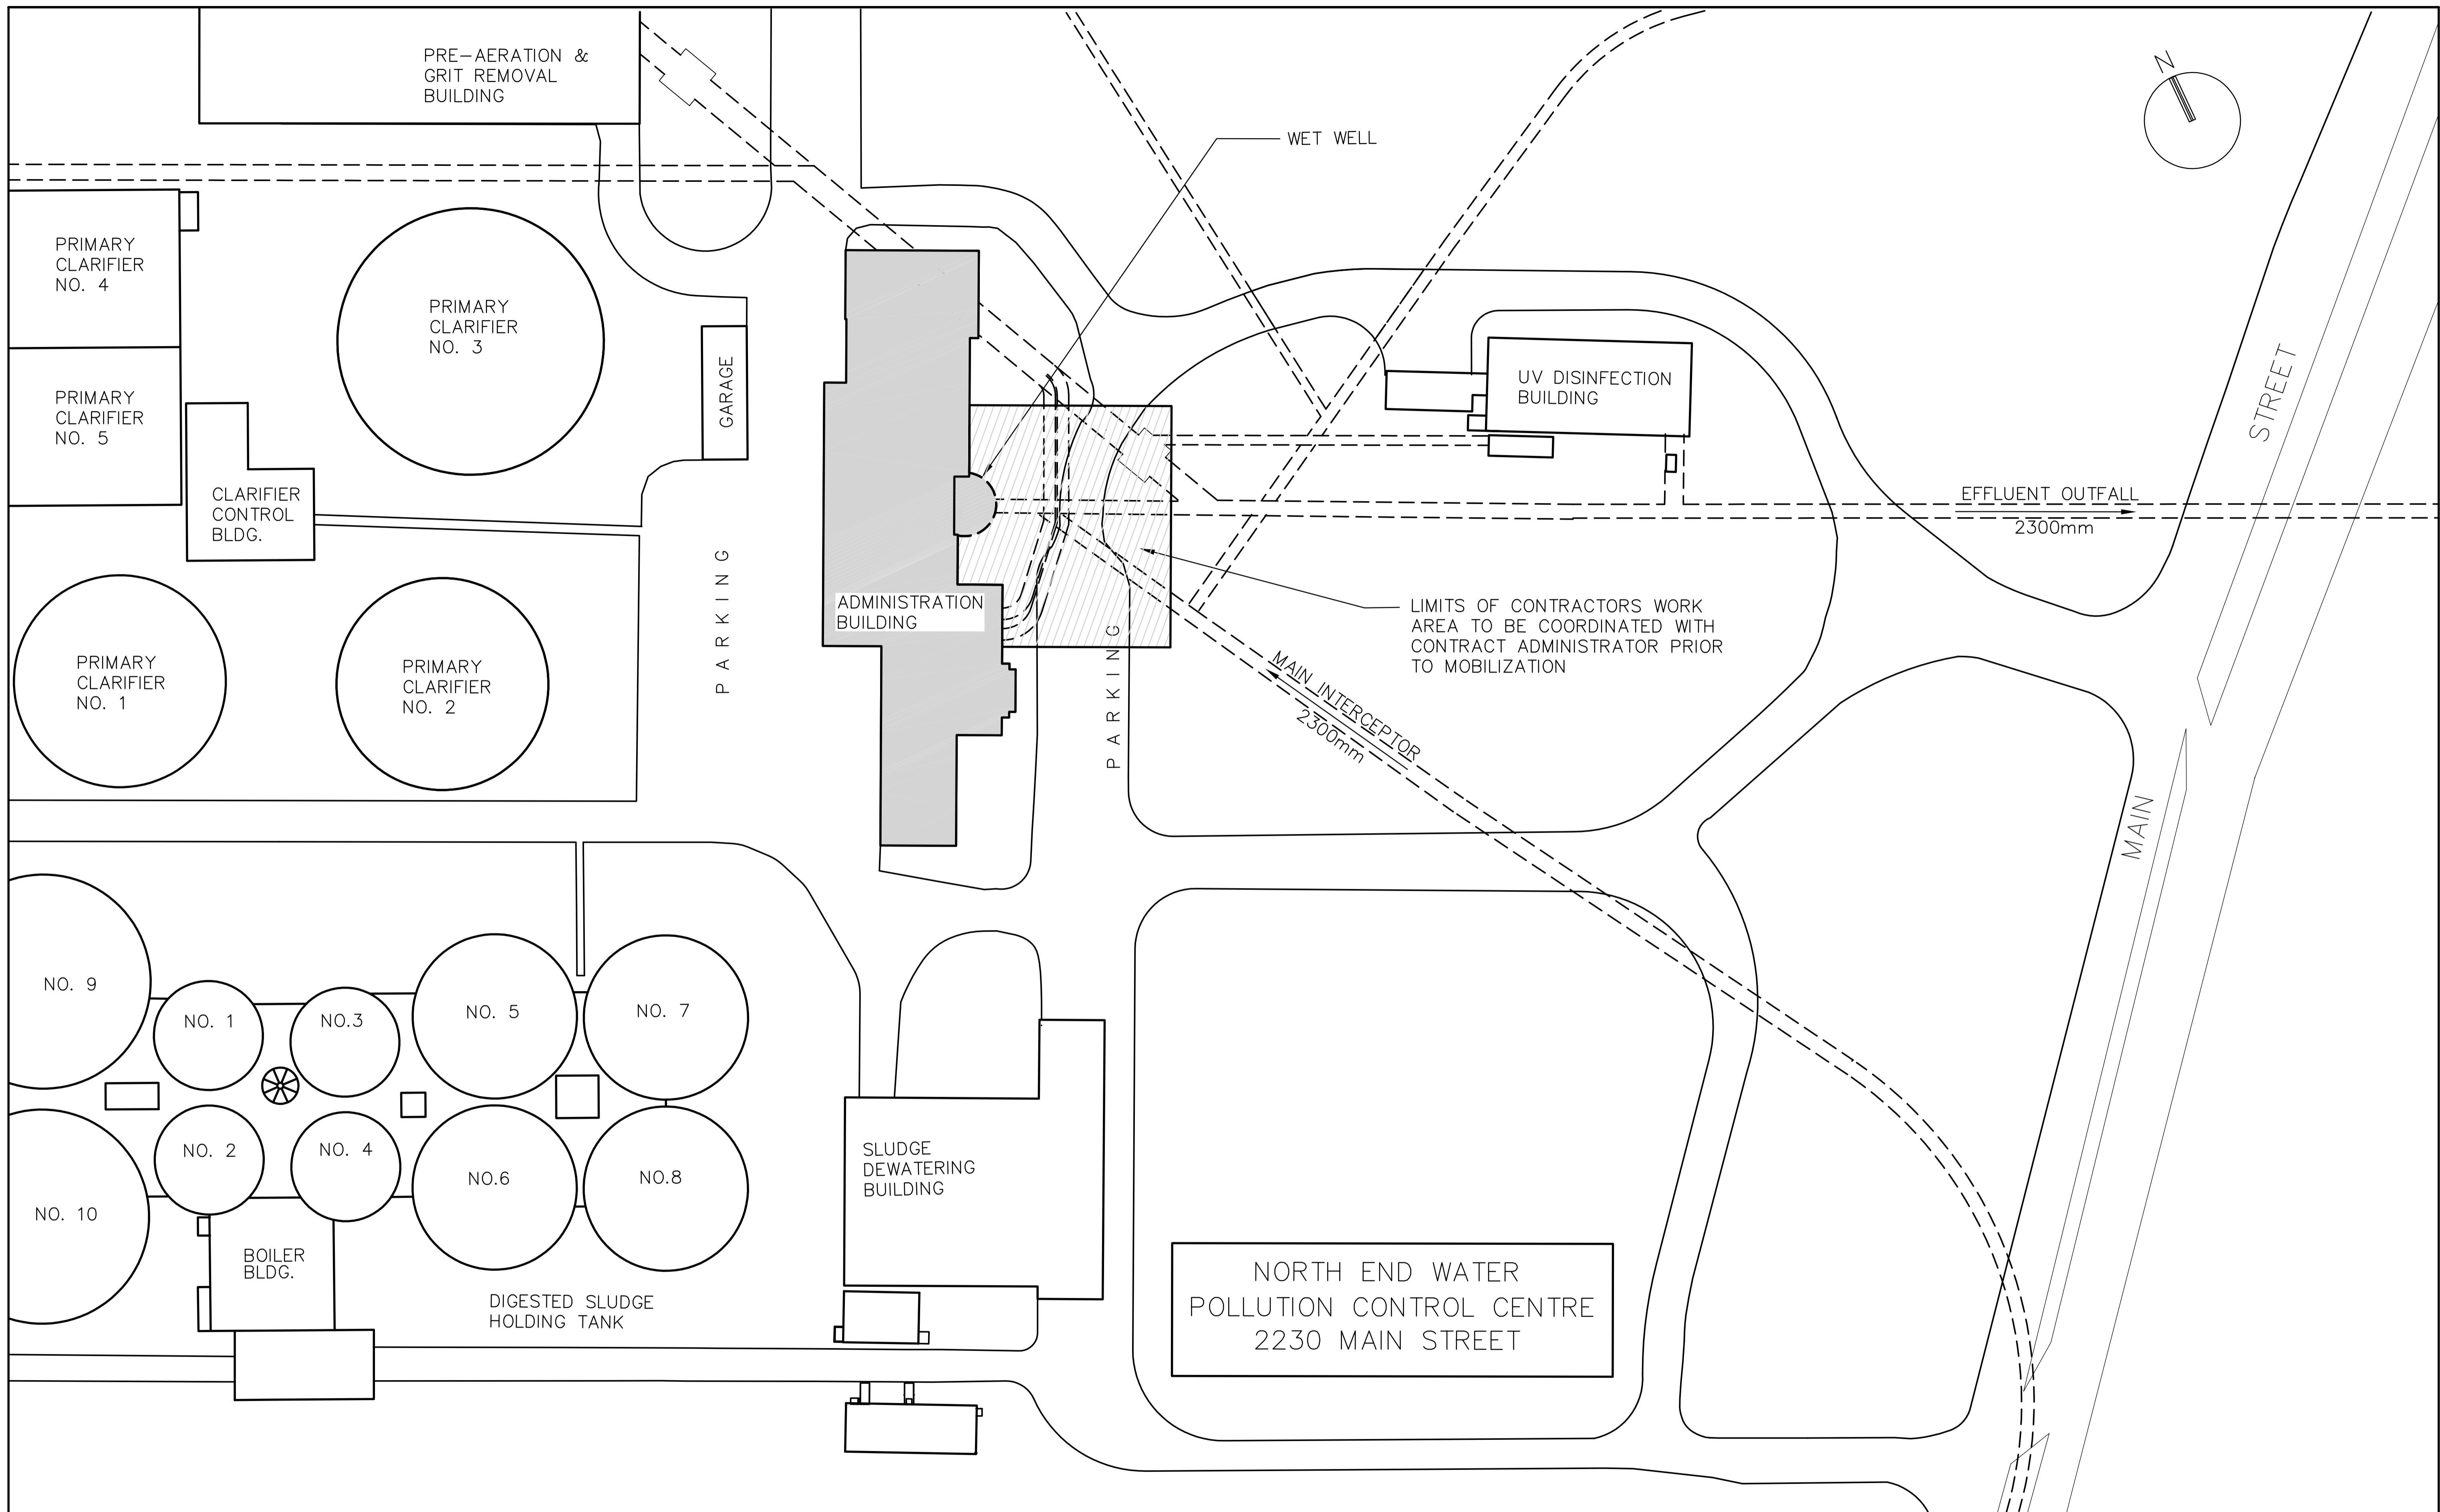 PRE-AERATION &
GRIT REMOVAL
BUILDING
WET WELL
N
PRIMARY
CLARIFIER
NO. 4
PRIMARY
CLARIFIER
NO. 3
PRIMARY
CLARIFIER
NO. 5
GARAGE
UV DISINFECTION
BUILDING
STREET
CLARIFIER
CONTROL
BLDG.
EFFLUENT OUTFALL
2300mm
PARKING
ADMINISTRATION
BUILDING
PARKING
LIMITS OF CONTRACTORS WORK
AREA TO BE COORDINATED WITH
CONTRACT ADMINISTRATOR PRIOR
TO MOBILIZATION
PRIMARY
CLARIFIER
NO. 1
PRIMARY
CLARIFIER
NO. 2
MAIN INTERCEPTOR
2300mm
MAIN
NO. 9
NO. 1
NO.3
NO. 5
NO. 7
NO. 2
NO. 4
NO.6
NO.8
NO. 10
SLUDGE
DEWATERING
BUILDING
BOILER
BLDG.
DIGESTED SLUDGE
HOLDING TANK
NORTH END WATER
POLLUTION CONTROL CENTRE
2230 MAIN STREET